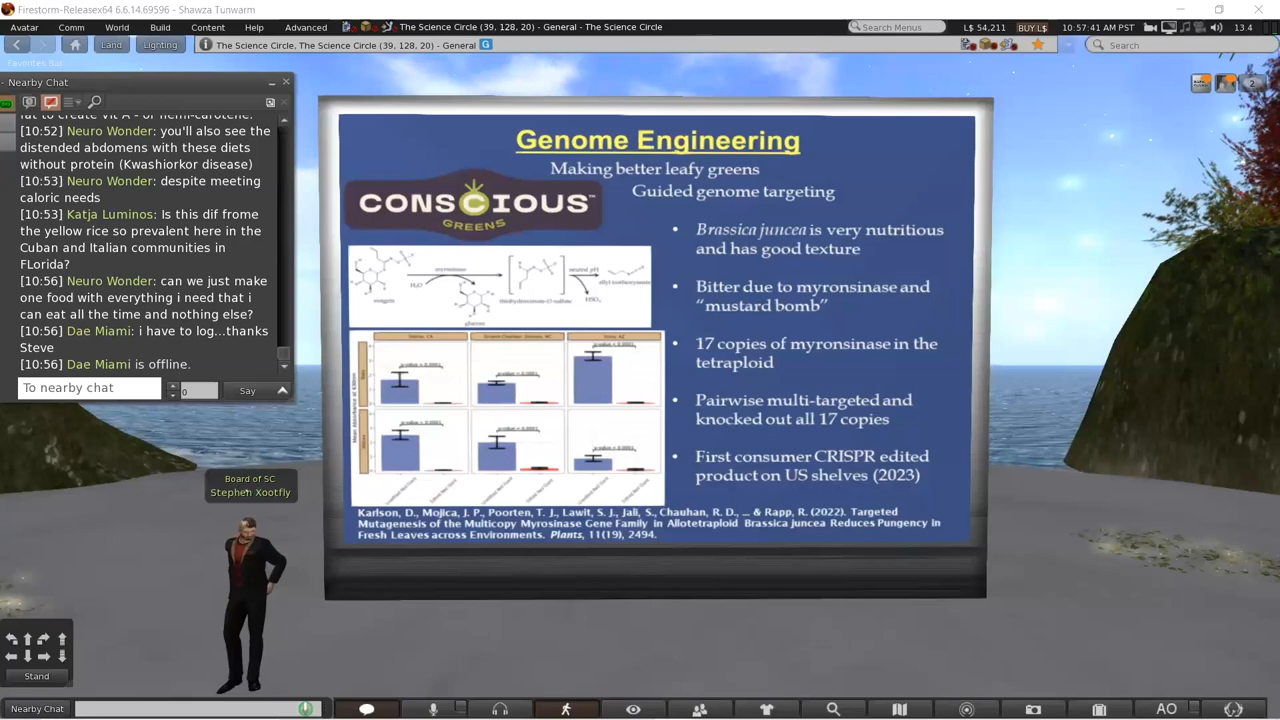 Firestorm-Releasex64 6.6.14.69596 - Shawza Tunwarm
Avatar Comm World Build Content Help Advanced The Science Circle (39, 128, 20) - General - The Science Circle Search Menus L$ 54,211 BUY L$ 10:57:41 AM PST 13.4
Land Lighting The Science Circle, The Science Circle (39, 128, 20) - General G Search
Favorites Bar
Nearby Chat
2
[10:52] Neuro Wonder: you'll also see the
distended abdomens with these diets
without protein (Kwashiorkor disease)
[10:53] Neuro Wonder: despite meeting
caloric needs
[10:53] Katja Luminos: Is this dif frome
the yellow rice so prevalent here in the
Cuban and Italian communities in
FLorida?
[10:56] Neuro Wonder: can we just make
one food with everything i need that i
can eat all the time and nothing else?
[10:56] Dae Miami: i have to log...thanks
Steve
[10:56] Dae Miami is offline.
To nearby chat 0 Say
Genome Engineering
Making better leafy greens
Guided genome targeting
CONSCIOUS™
GREENS
myrosinase
H₂O
glucose
neutral pH
• Brassica juncea is very nutritious
and has good texture
• Bitter due to myronsinase and
“mustard bomb”
• 17 copies of myronsinase in the
tetraploid
• Pairwise multi-targeted and
knocked out all 17 copies
• First consumer CRISPR edited
product on US shelves (2023)
Karlson, D., Mojica, J. P., Poorten, T. J., Lawit, S. J., Jali, S., Chauhan, R. D., ... & Rapp, R. (2022). Targeted
Mutagenesis of the Multicopy Myrosinase Gene Family in Allotetraploid Brassica juncea Reduces Pungency in
Fresh Leaves across Environments. Plants, 11(19), 2494.
Board of SC
Stephen Xootfly
Stand
Nearby Chat AO